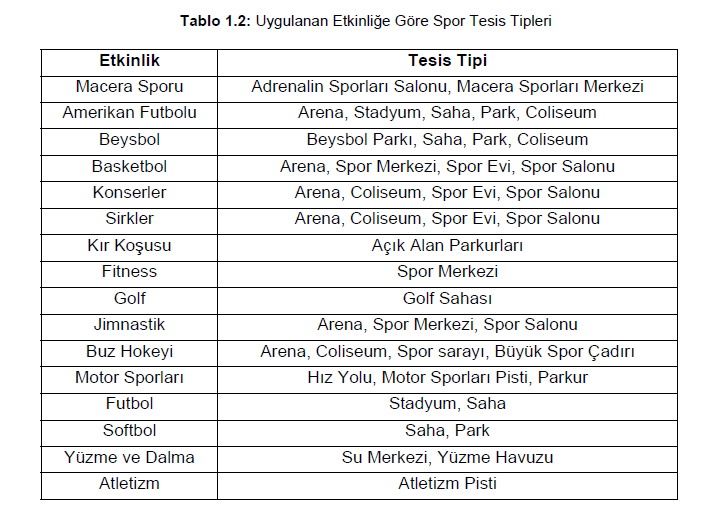 Tablo 1.2: Uygulanan Etkinliğe Göre Spor Tesis Tipleri
Etkinlik Tesis Tipi
Macera Sporu Adrenalin Sporları Salonu, Macera Sporları Merkezi
Amerikan Futbolu Arena, Stadyum, Saha, Park, Coliseum
Beysbol Beysbol Parkı, Saha, Park, Coliseum
Basketbol Arena, Spor Merkezi, Spor Evi, Spor Salonu
Konserler Arena, Coliseum, Spor Evi, Spor Salonu
Sirkler Arena, Coliseum, Spor Evi, Spor Salonu
Kır Koşusu Açık Alan Parkurları
Fitness Spor Merkezi
Golf Golf Sahası
Jimnastik Arena, Spor Merkezi, Spor Salonu
Buz Hokeyi Arena, Coliseum, Spor sarayı, Büyük Spor Çadırı
Motor Sporları Hız Yolu, Motor Sporları Pisti, Parkur
Futbol Stadyum, Saha
Softbol Saha, Park
Yüzme ve Dalma Su Merkezi, Yüzme Havuzu
Atletizm Atletizm Pisti